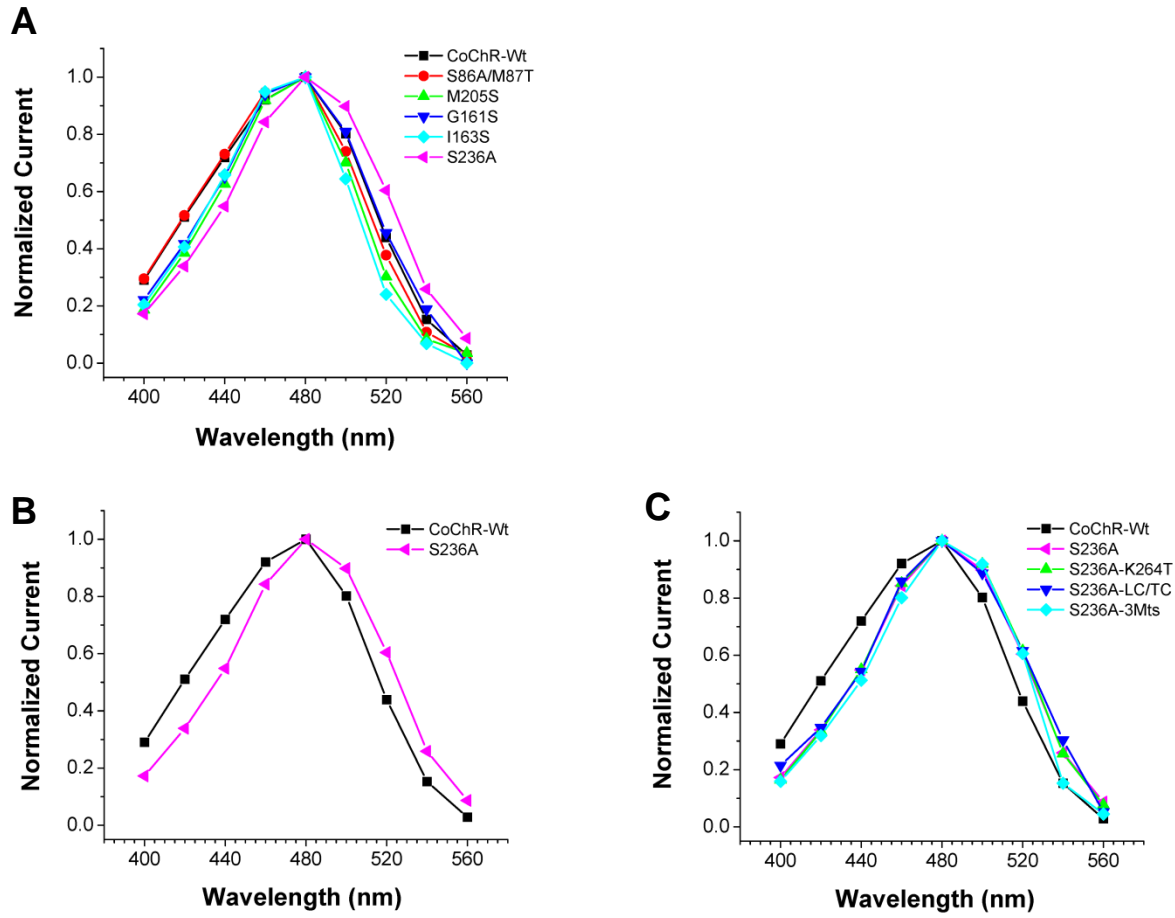 A
CoChR-Wt
S86A/M87T
M205S
G161S
I163S
S236A
1.0
0.8
0.6
0.4
0.2
0.0
Normalized Current
400 440 480 520 560
Wavelength (nm)
B
CoChR-Wt
S236A
1.0
0.8
0.6
0.4
0.2
0.0
Normalized Current
400 440 480 520 560
Wavelength (nm)
C
CoChR-Wt
S236A
S236A-K264T
S236A-LC/TC
S236A-3Mts
1.0
0.8
0.6
0.4
0.2
0.0
Normalized Current
400 440 480 520 560
Wavelength (nm)